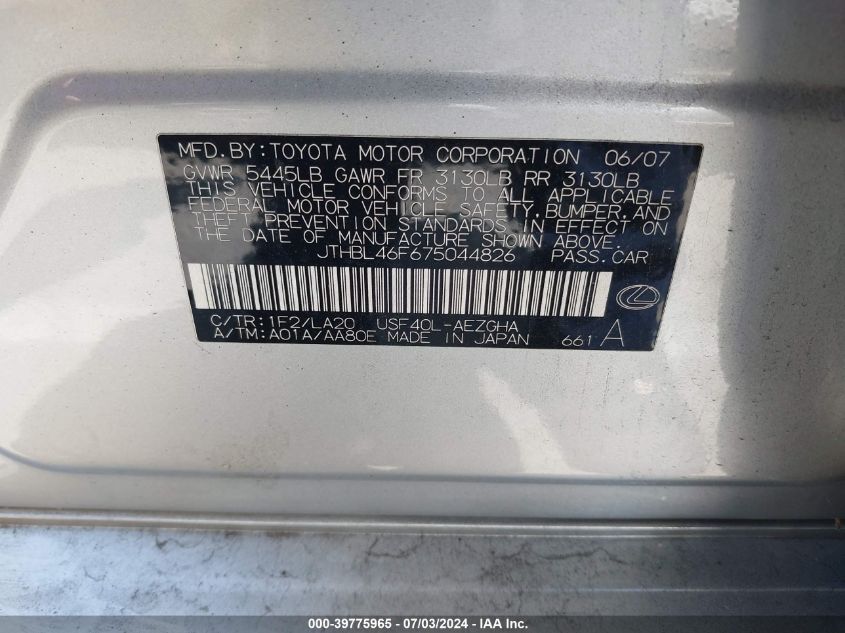 MFD. BY: TOYOTA MOTOR CORPORATION 06/07
GVWR 5445LB GAWR FR 3130LB RR 3130LB
THIS VEHICLE CONFORMS TO ALL APPLICABLE
FEDERAL MOTOR VEHICLE SAFETY, BUMPER, AND
THEFT PREVENTION STANDARDS IN EFFECT ON
THE DATE OF MANUFACTURE SHOWN ABOVE.
JTHBL46F675044826 PASS. CAR
C/TR: 1F2/LA20 USF40L-AEZGHA
A/TM: A01A/AA80E MADE IN JAPAN 661 A
000-39775965 - 07/03/2024 - IAAI.com